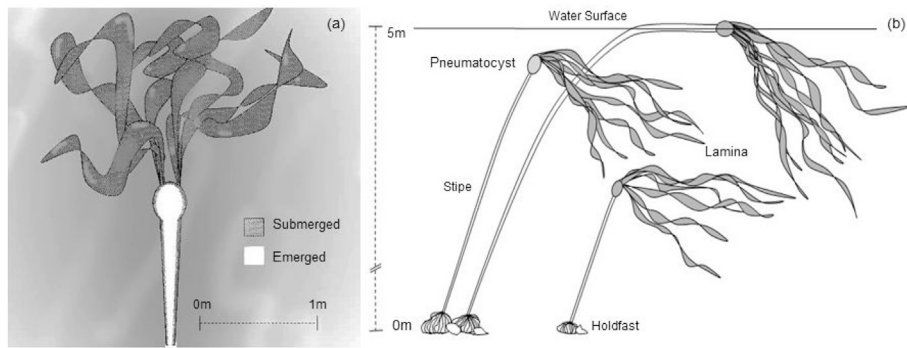 (a)
Submerged
Emerged
0m
1m
(b)
Water Surface
5m
Pneumatocyst
Lamina
Stipe
0m
Holdfast